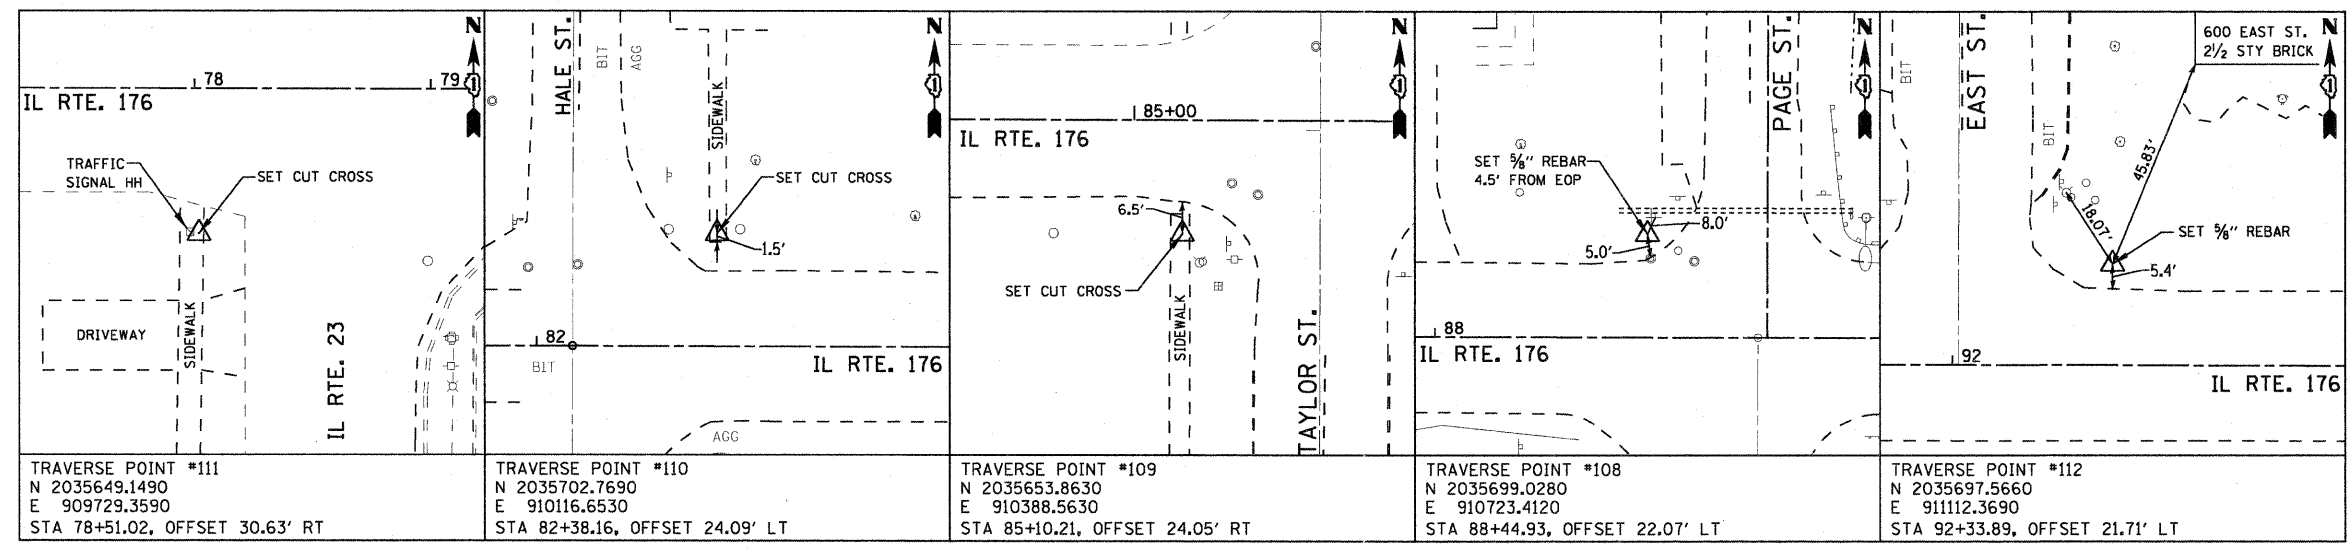 N
78
79
IL RTE. 176
TRAFFIC
SIGNAL HH
SET CUT CROSS
DRIVEWAY
SIDEWALK
IL RTE. 23
TRAVERSE POINT #111
N 2035649.1490
E 909729.3590
STA 78+51.02, OFFSET 30.63' RT
HALE ST.
BIT
AGG
N
SIDEWALK
SET CUT CROSS
1.5'
82
BIT
IL RTE. 176
AGG
TRAVERSE POINT #110
N 2035702.7690
E 910116.6530
STA 82+38.16, OFFSET 24.09' LT
N
85+00
IL RTE. 176
6.5'
SET CUT CROSS
SIDEWALK
TAYLOR ST.
TRAVERSE POINT #109
N 2035653.8630
E 910388.5630
STA 85+10.21, OFFSET 24.05' RT
PAGE ST.
N
SET 5/8" REBAR
4.5' FROM EOP
8.0'
5.0'
88
IL RTE. 176
TRAVERSE POINT #108
N 2035699.0280
E 910723.4120
STA 88+44.93, OFFSET 22.07' LT
BIT
EAST ST.
BIT
600 EAST ST.
2½ STY BRICK
N
45.83'
18.07'
SET 5/8" REBAR
5.4'
92
IL RTE. 176
TRAVERSE POINT #112
N 2035697.5660
E 911112.3690
STA 92+33.89, OFFSET 21.71' LT